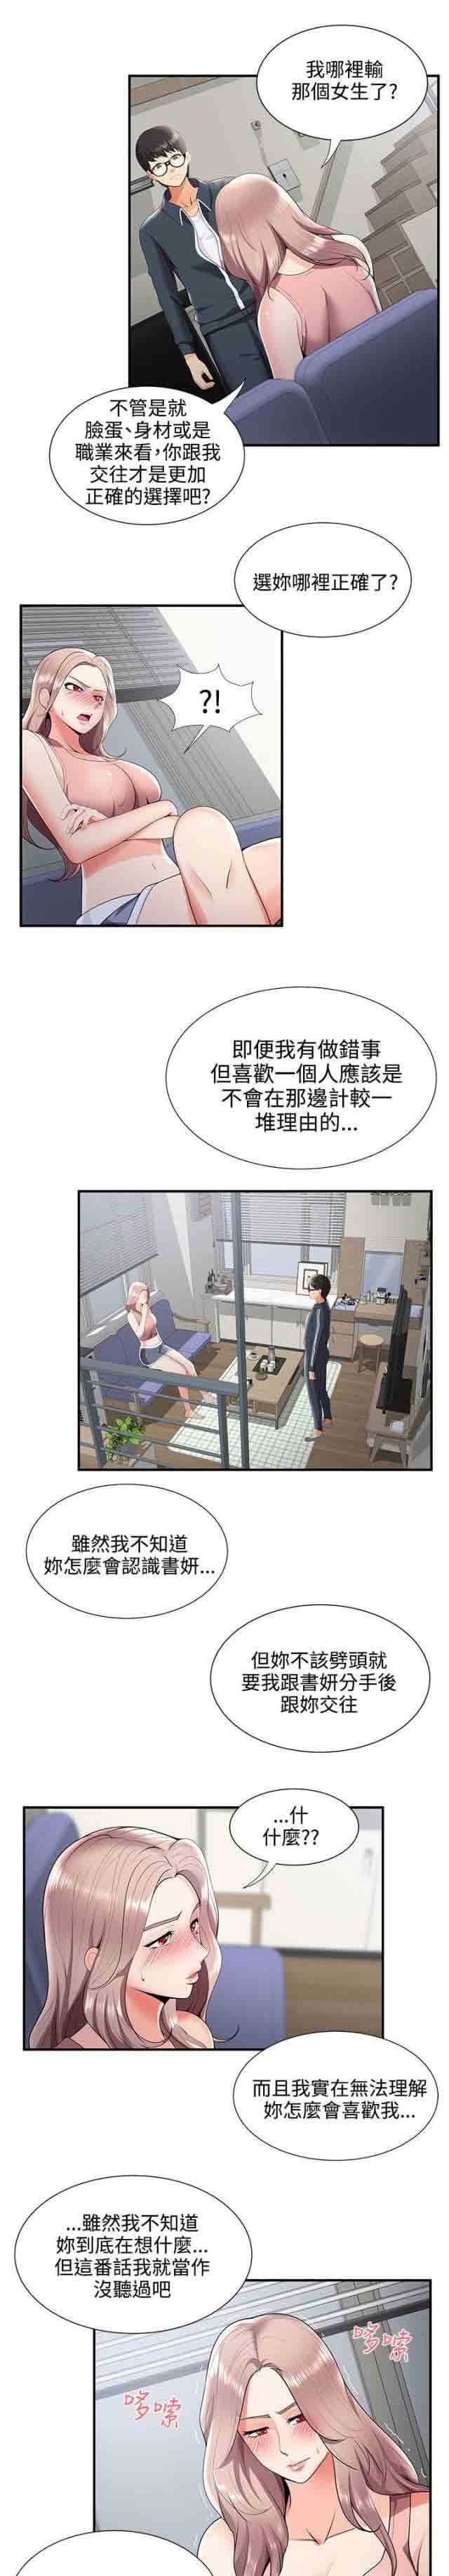 我哪裡輸
那個女生了?
不管是就
臉蛋、身材或是
職業來看,你跟我
交往才是更加
正確的選擇吧?
選妳哪裡正確了?
?!
即便我有做錯事
但喜歡一個人應該是
不會在那邊計較一
堆理由的...
雖然我不知道
妳怎麼會認識書妍...
但妳不該劈頭就
要我跟書妍分手後
跟妳交往
...什
什麼??
而且我實在無法理解
妳怎麼會喜歡我...
...雖然我不知道
妳到底在想什麼...
但這番話我就當作
沒聽過吧
哆嗦
哆嗦